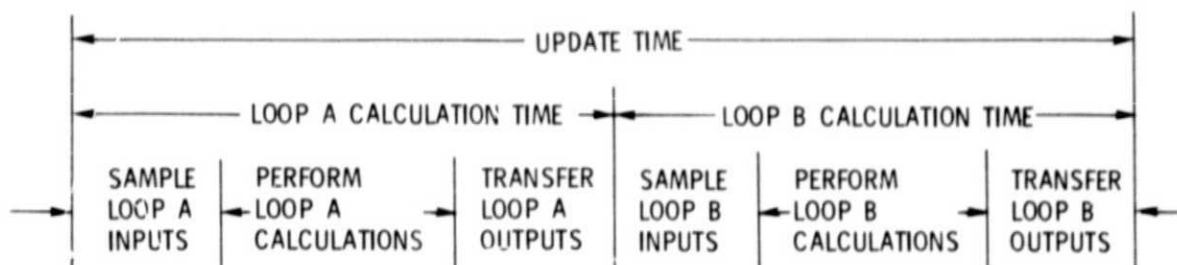 UPDATE TIME
LOOP A CALCULATION TIME
LOOP B CALCULATION TIME
SAMPLE
LOOP A
INPUTS
PERFORM
LOOP A
CALCULATIONS
TRANSFER
LOOP A
OUTPUTS
SAMPLE
LOOP B
INPUTS
PERFORM
LOOP B
CALCULATIONS
TRANSFER
LOOP B
OUTPUTS